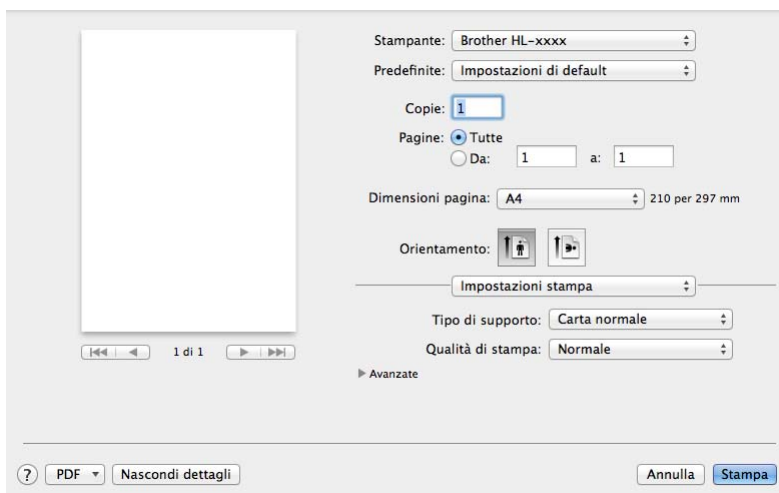 Stampante: Brother HL-xxxx
Predefinite: Impostazioni di default
Copie: 1
Pagine: Tutte
Da: 1 a: 1
Dimensioni pagina: A4 210 per 297 mm
Orientamento:
Impostazioni stampa
Tipo di supporto: Carta normale
Qualità di stampa: Normale
Avanzate
1 di 1
? PDF Nascondi dettagli Annulla Stampa